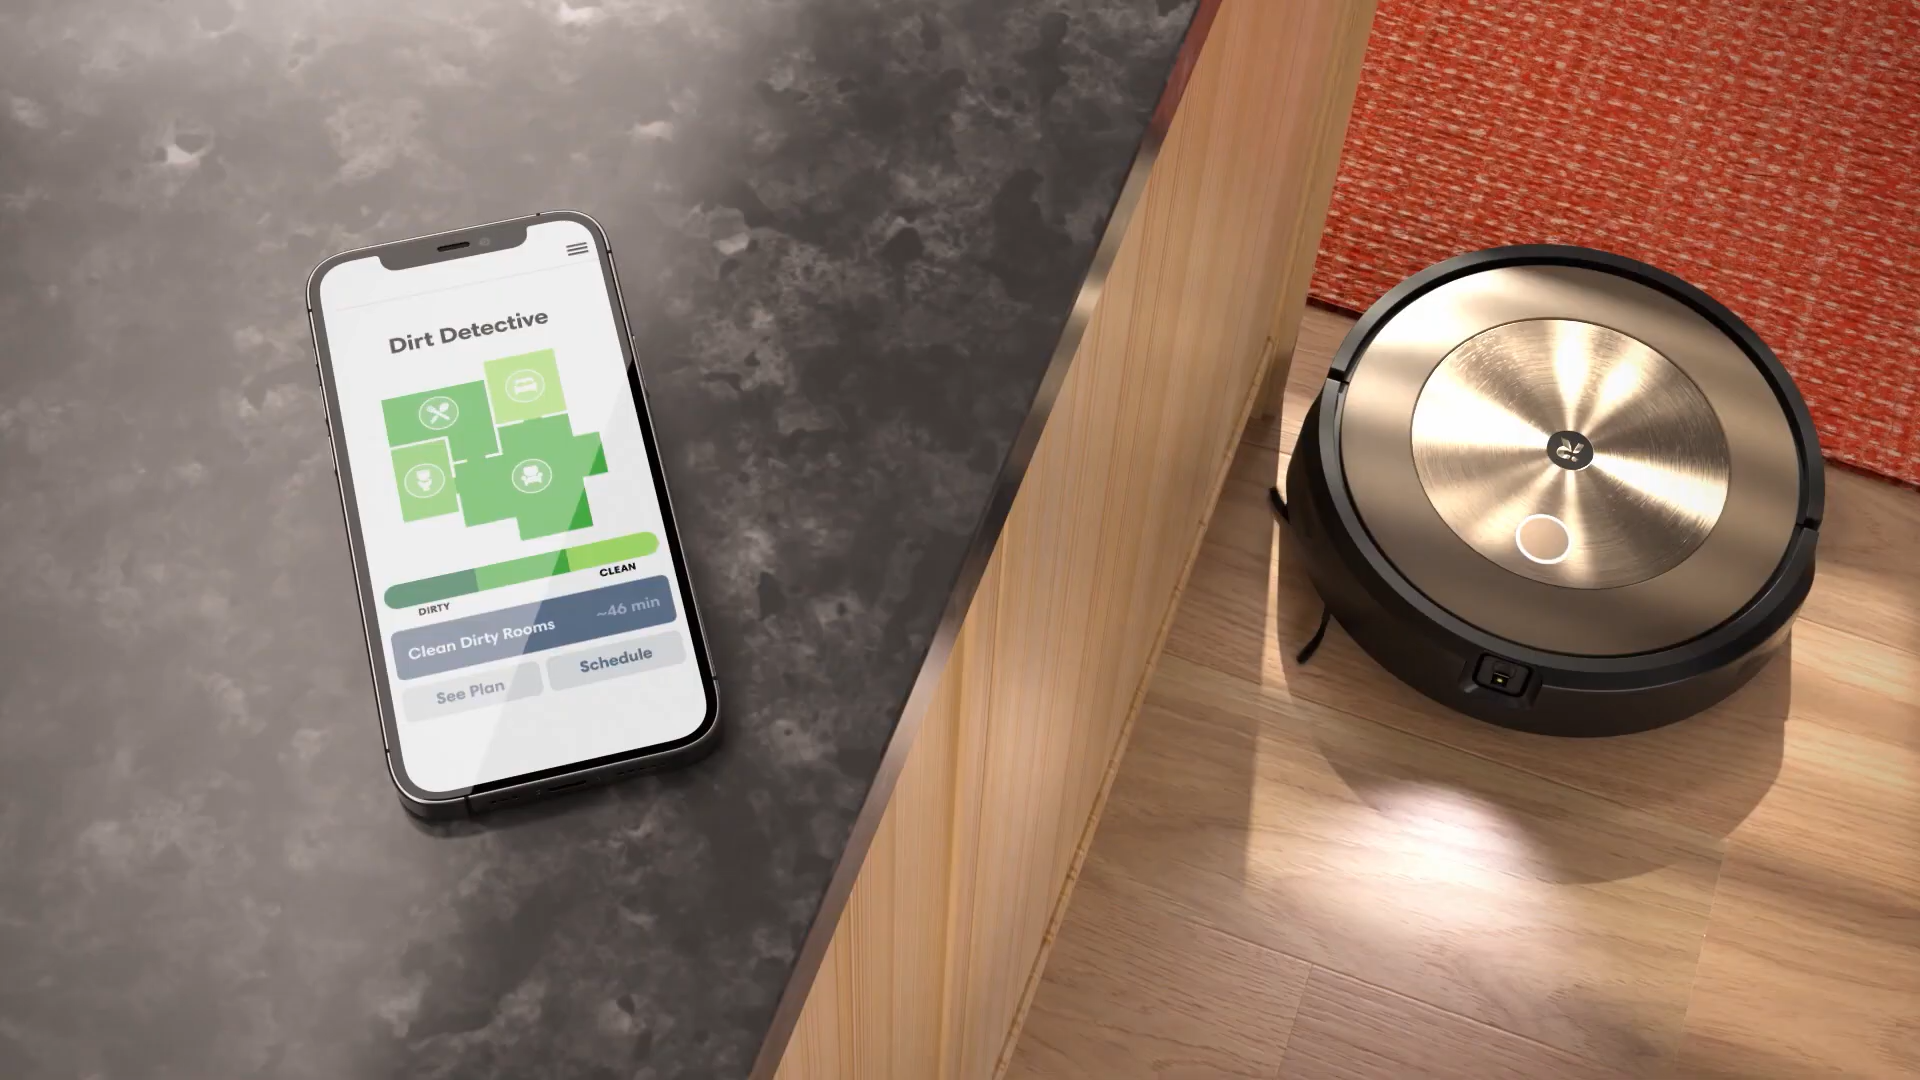 Dirt Detective
CLEAN
DIRTY
Clean Dirty Rooms ~46 min
See Plan Schedule